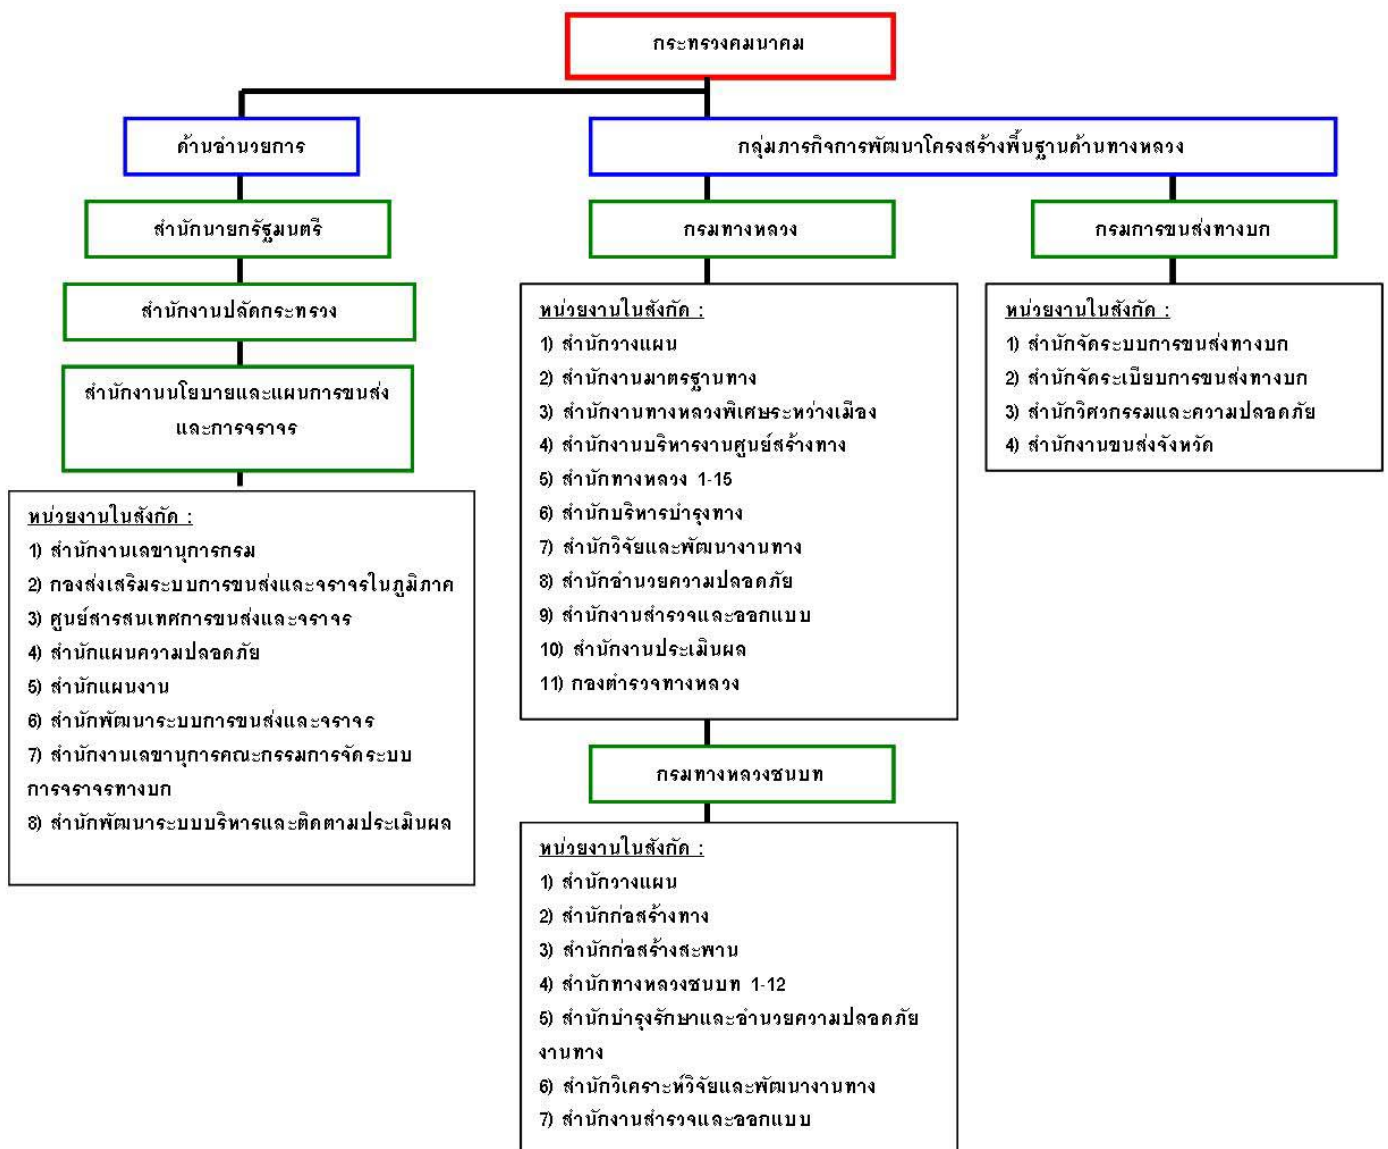 กระทรวงคมนาคม
ด้านอำนวยการ
กลุ่มภารกิจการพัฒนาโครงสร้างพื้นฐานด้านทางหลวง
สำนักนายกรัฐมนตรี
สำนักงานปลัดกระทรวง
สำนักงานนโยบายและแผนการขนส่ง
และการจราจร
หน่วยงานในสังกัด :
1) สำนักงานเลขานุการกรม
2) กองส่งเสริมระบบการขนส่งและจราจรในภูมิภาค
3) ศูนย์สารสนเทศการขนส่งและจราจร
4) สำนักแผนความปลอดภัย
5) สำนักแผนงาน
6) สำนักพัฒนาระบบการขนส่งและจราจร
7) สำนักงานเลขานุการคณะกรรมการจัดระบบ
การจราจรทางบก
8) สำนักพัฒนาระบบบริหารและติดตามประเมินผล
กรมทางหลวง
หน่วยงานในสังกัด :
1) สำนักวางแผน
2) สำนักงานมาตรฐานทาง
3) สำนักงานทางหลวงพิเศษระหว่างเมือง
4) สำนักงานบริหารงานศูนย์สร้างทาง
5) สำนักทางหลวง 1-15
6) สำนักบริหารบำรุงทาง
7) สำนักวิจัยและพัฒนางานทาง
8) สำนักอำนวยความปลอดภัย
9) สำนักงานสำรวจและออกแบบ
10) สำนักงานประเมินผล
11) กองตำรวจทางหลวง
กรมทางหลวงชนบท
หน่วยงานในสังกัด :
1) สำนักวางแผน
2) สำนักก่อสร้างทาง
3) สำนักก่อสร้างสะพาน
4) สำนักทางหลวงชนบท 1-12
5) สำนักบำรุงรักษาและอำนวยความปลอดภัย
งานทาง
6) สำนักวิเคราะห์วิจัยและพัฒนางานทาง
7) สำนักงานสำรวจและออกแบบ
กรมการขนส่งทางบก
หน่วยงานในสังกัด :
1) สำนักจัดระบบการขนส่งทางบก
2) สำนักจัดระเบียบการขนส่งทางบก
3) สำนักวิศวกรรมและความปลอดภัย
4) สำนักงานขนส่งจังหวัด